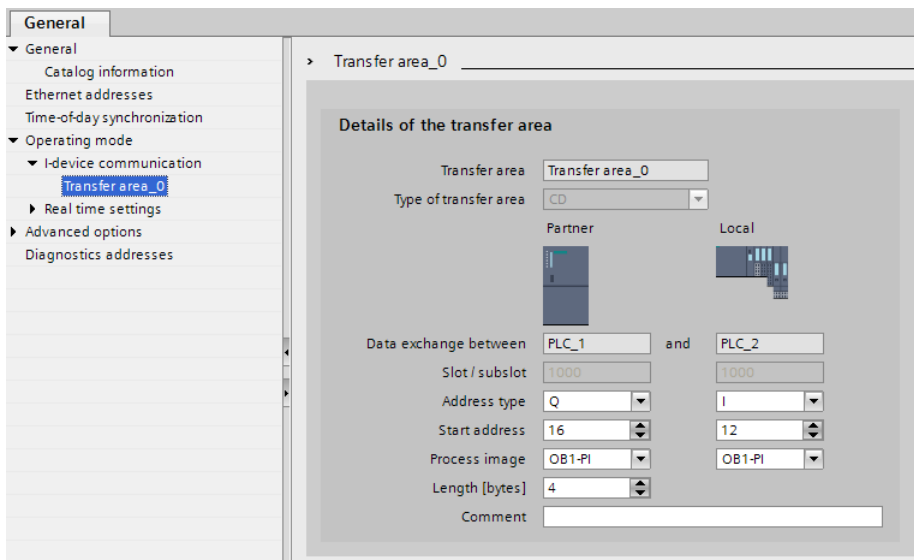 General
General
Catalog information
Ethernet addresses
Time-of-day synchronization
Operating mode
I-device communication
Transfer area_0
Real time settings
Advanced options
Diagnostics addresses
Transfer area_0
Details of the transfer area
Transfer area Transfer area_0
Type of transfer area CD
Partner Local
Data exchange between PLC_1 and PLC_2
Slot / subslot 1000 1000
Address type Q I
Start address 16 12
Process image OB1-PI OB1-PI
Length [bytes] 4
Comment